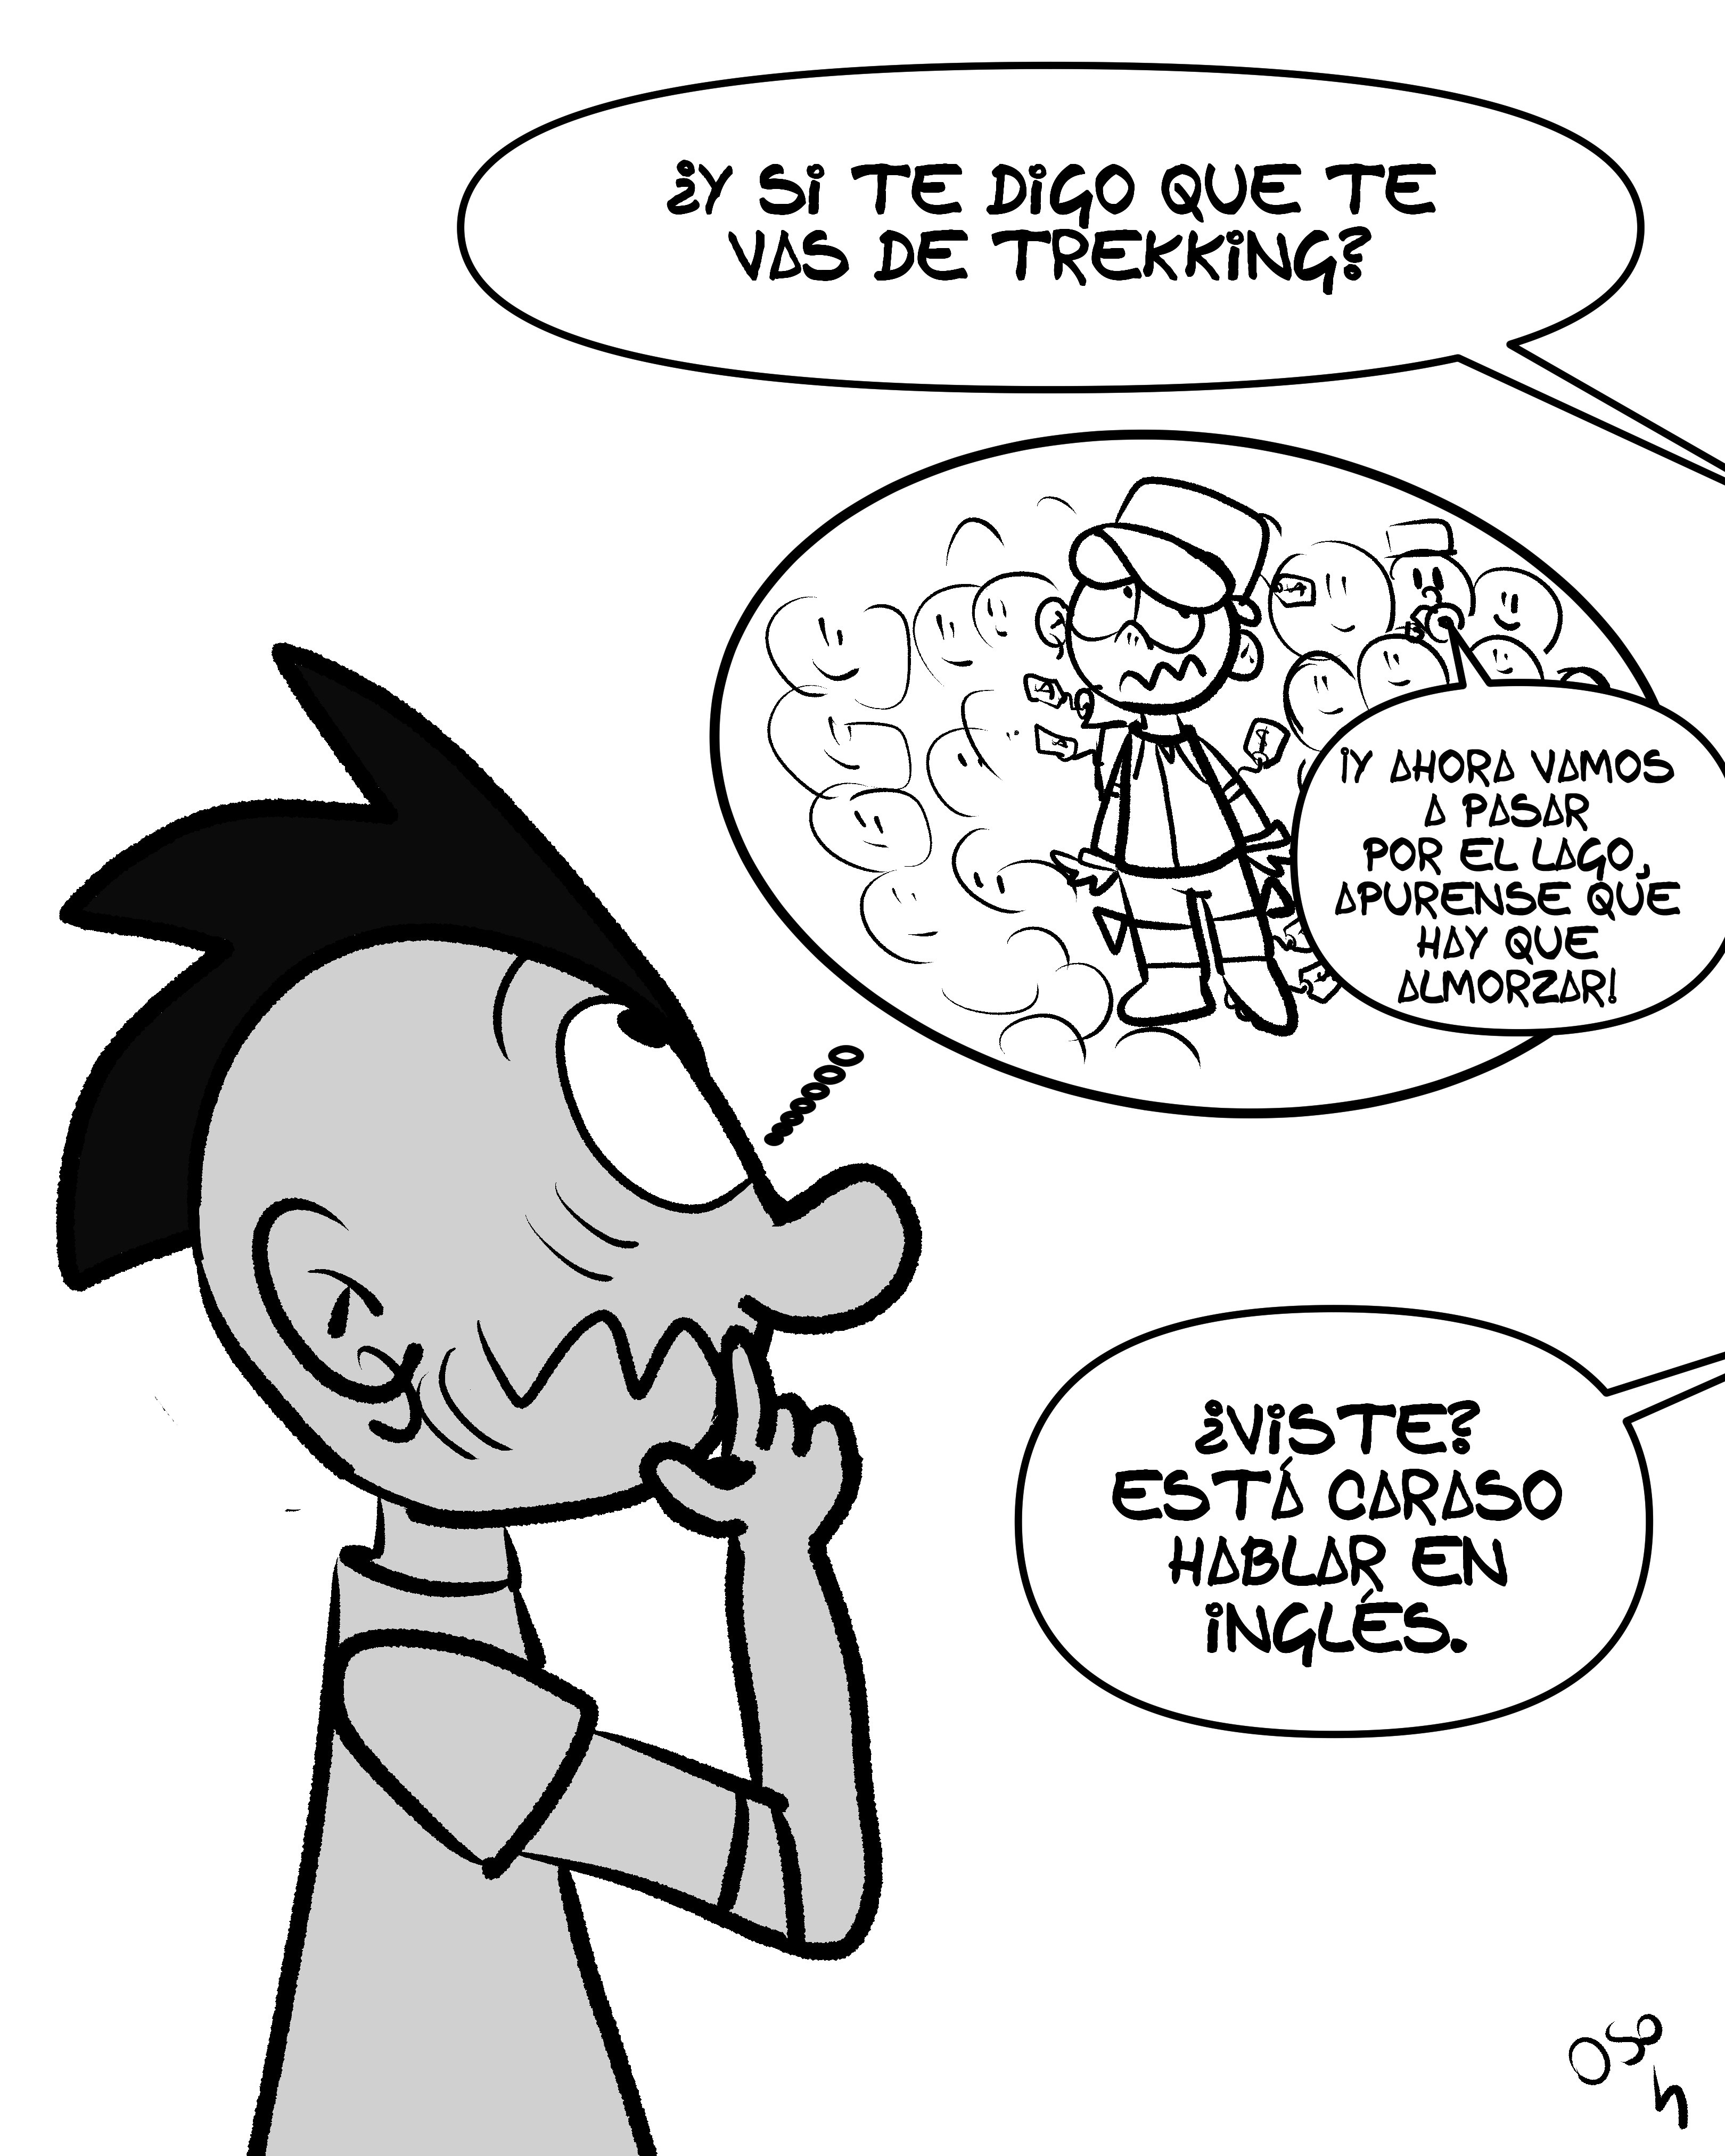 ¿Y SI TE DIGO QUE TE
VAS DE TREKKING?
¡Y AHORA VAMOS
A PASAR
POR EL LAGO,
APURENSE QUE
HAY QUE
ALMORZAR!
¿VISTE?
ESTÁ CARASO
HABLAR EN
INGLÉS.